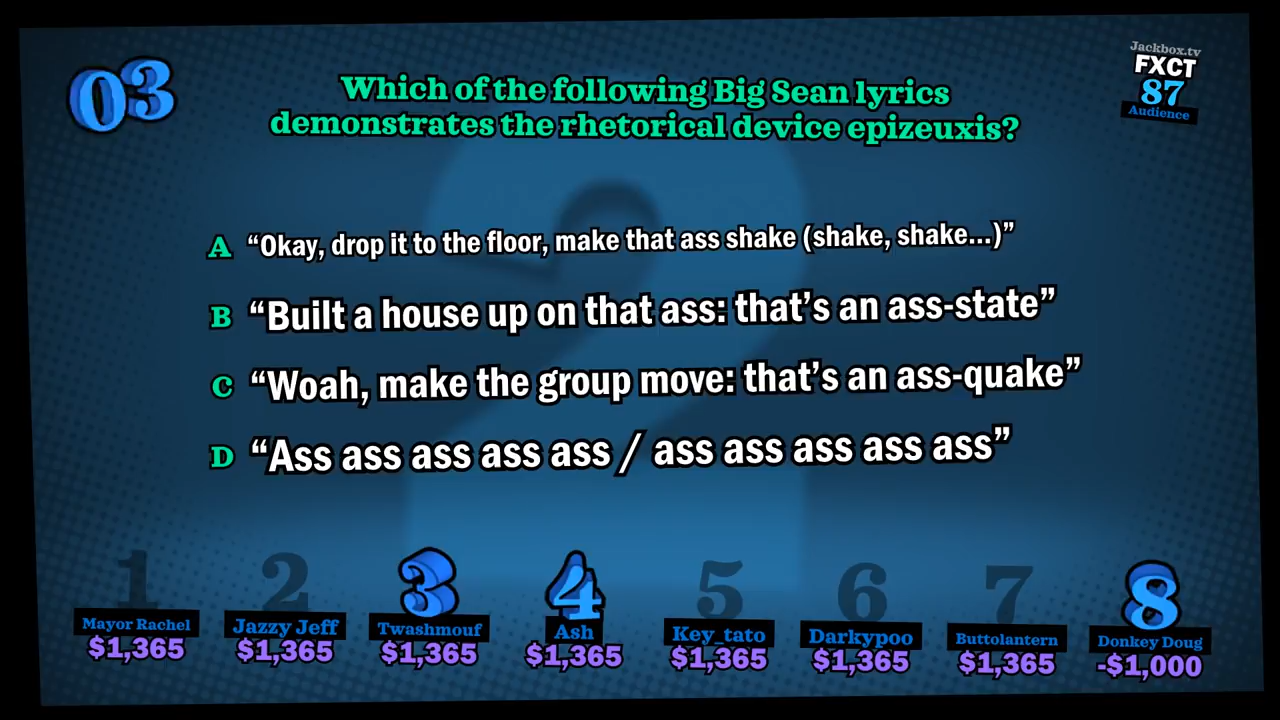 03
Which of the following Big Sean lyrics
demonstrates the rhetorical device epizeuxis?
Jackbox.tv
FXCT
87
Audience
A "Okay, drop it to the floor, make that ass shake (shake, shake...)"
B "Built a house up on that ass: that's an ass-state"
C "Woah, make the group move: that's an ass-quake"
D "Ass ass ass ass ass / ass ass ass ass ass"
2
1 2 3 4 5 6 7 8
Mayor Rachel Jazzy Jeff Twashmouf Ash Key_tato Darkypoo Buttolantern Donkey Doug
$1,365 $1,365 $1,365 $1,365 $1,365 $1,365 $1,365 -$1,000